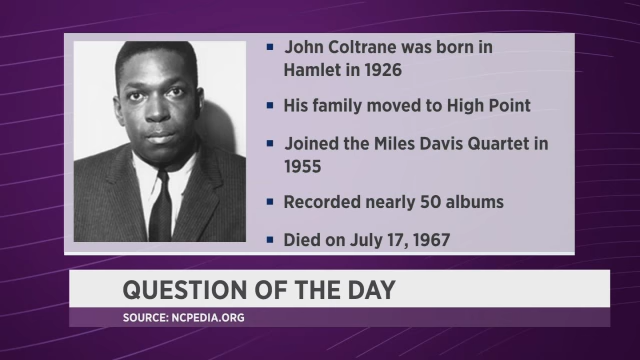 ■ John Coltrane was born in
Hamlet in 1926
■ His family moved to High Point
■ Joined the Miles Davis Quartet in
1955
■ Recorded nearly 50 albums
■ Died on July 17, 1967
QUESTION OF THE DAY
SOURCE: NCPEDIA.ORG